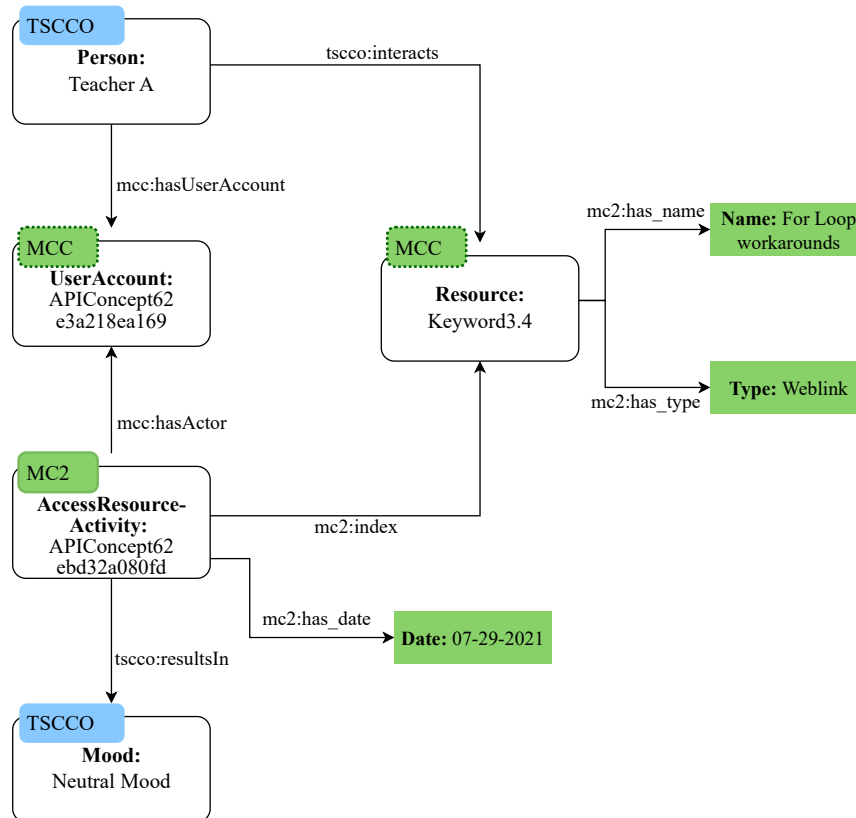 TSCCO
Person:
Teacher A
tscco:interacts
mcc:hasUserAccount
MCC
UserAccount:
APIConcept62
e3a218ea169
MCC
Resource:
Keyword3.4
mc2:has_name
Name: For Loop
workarounds
mc2:has_type
Type: Weblink
mcc:hasActor
MC2
AccessResource-
Activity:
APIConcept62
ebd32a080fd
mc2:index
mc2:has_date
Date: 07-29-2021
tscco:resultsIn
TSCCO
Mood:
Neutral Mood